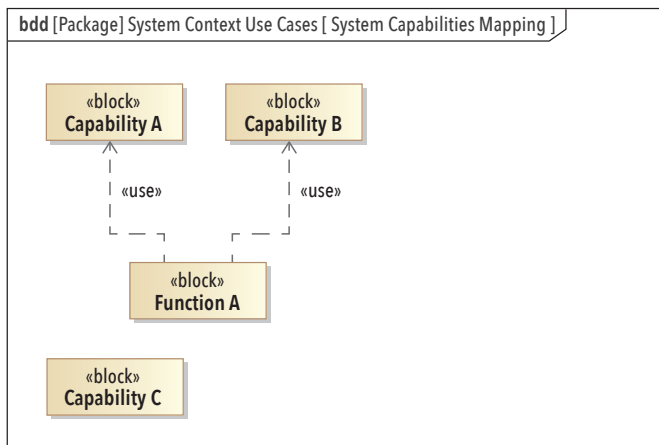 bdd [Package] System Context Use Cases [ System Capabilities Mapping ]
«block»
Capability A
«block»
Capability B
«use»
«use»
«block»
Function A
«block»
Capability C